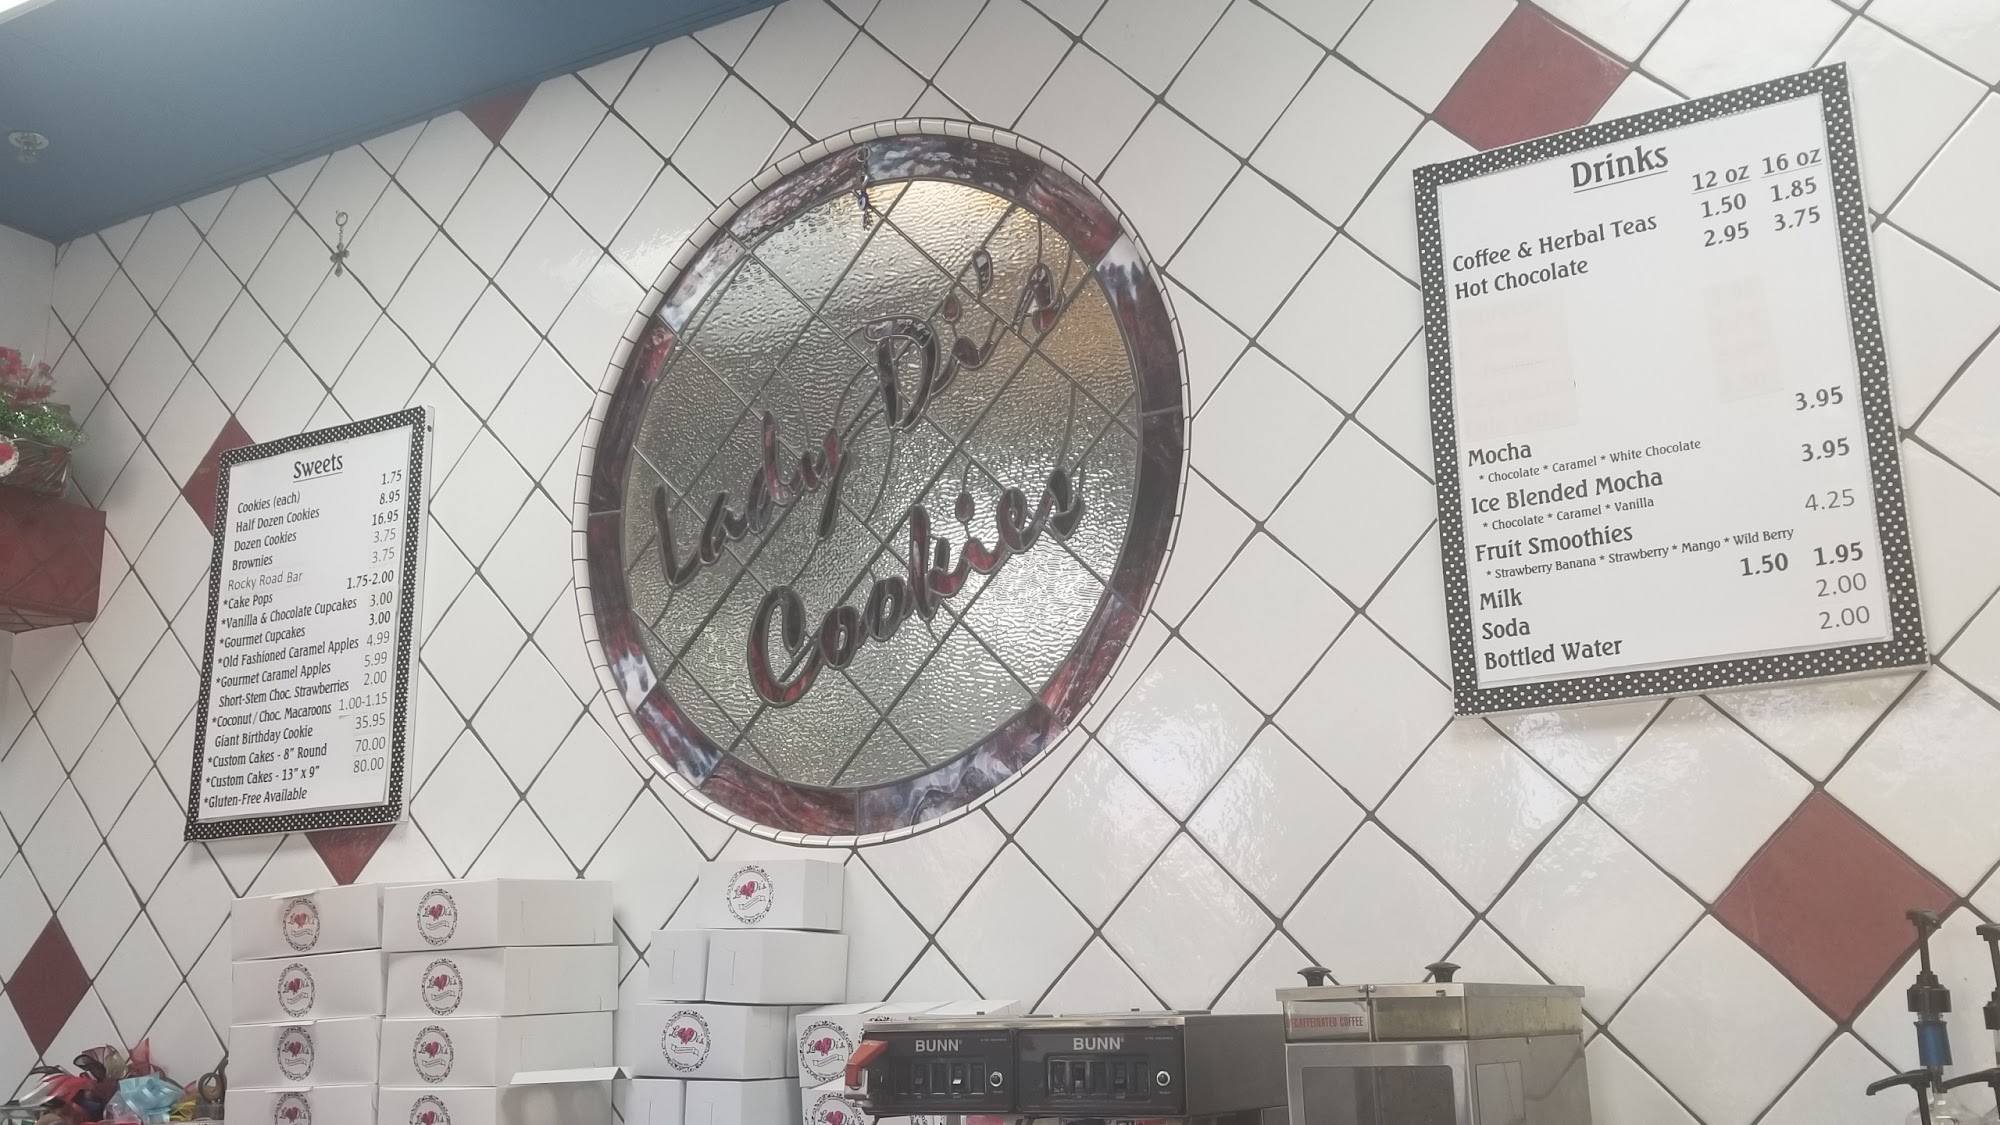 Lady Di's
Cookies
Sweets
Cookies (each) 1.75
Half Dozen Cookies 8.95
Dozen Cookies 16.95
Brownies 3.75
Rocky Road Bar 3.75
*Cake Pops 1.75-2.00
*Vanilla & Chocolate Cupcakes 3.00
*Gourmet Cupcakes 3.00
*Old Fashioned Caramel Apples 4.99
*Gourmet Caramel Apples 5.99
Short-Stem Choc. Strawberries 2.00
*Coconut / Choc. Macaroons 1.00-1.15
Giant Birthday Cookie 35.95
*Custom Cakes - 8" Round 70.00
*Custom Cakes - 13" x 9" 80.00
*Gluten-Free Available
Drinks
12 oz 16 oz
Coffee & Herbal Teas 1.50 1.85
Hot Chocolate 2.95 3.75
Mocha 3.95
* Chocolate * Caramel * White Chocolate
Ice Blended Mocha 3.95
* Chocolate * Caramel * Vanilla
Fruit Smoothies 4.25
* Strawberry Banana * Strawberry * Mango * Wild Berry
Milk 1.50 1.95
Soda 2.00
Bottled Water 2.00
BUNN
BUNN
DECAFFEINATED COFFEE